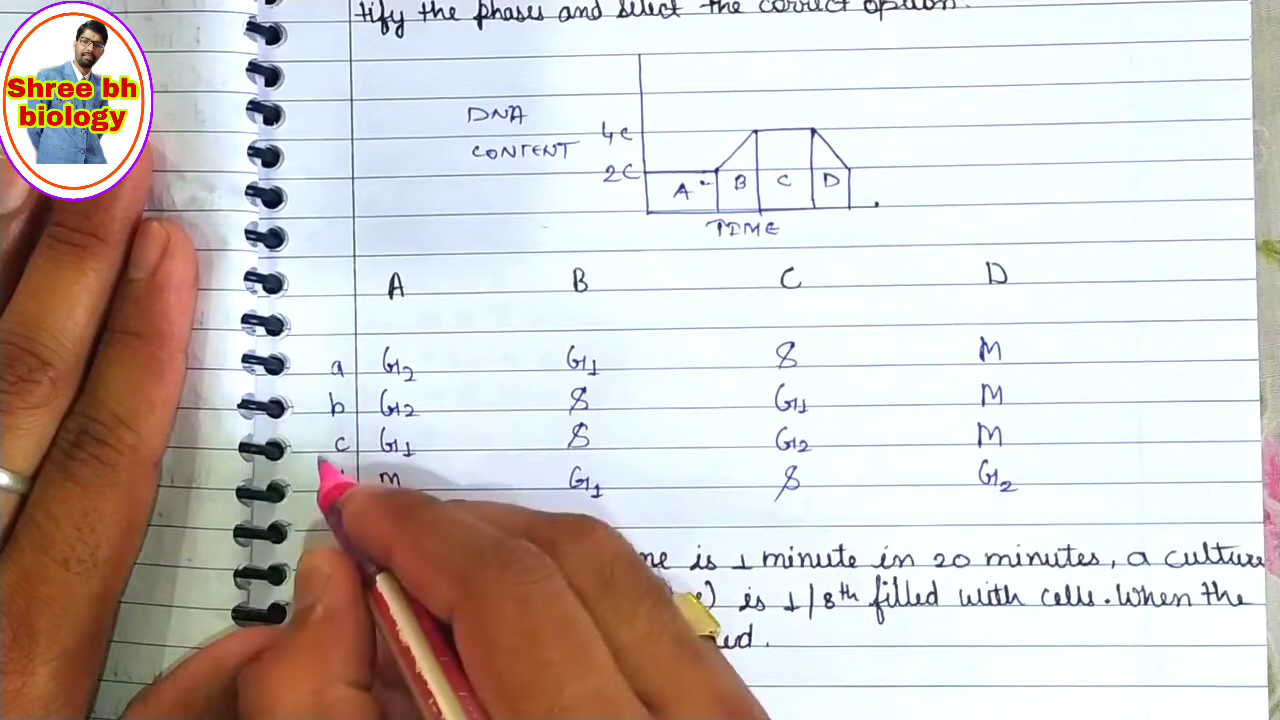 Shree bh
biology
tify the phases and select the correct option.
DNA
CONTENT
4C
2C
A B C D
TIME
A B C D
a G2 G1 S M
b G2 S G1 M
c G1 S G2 M
M G1 S G2
is 1 minute in 20 minutes, a culture
is 1/8th filled with cells. When the